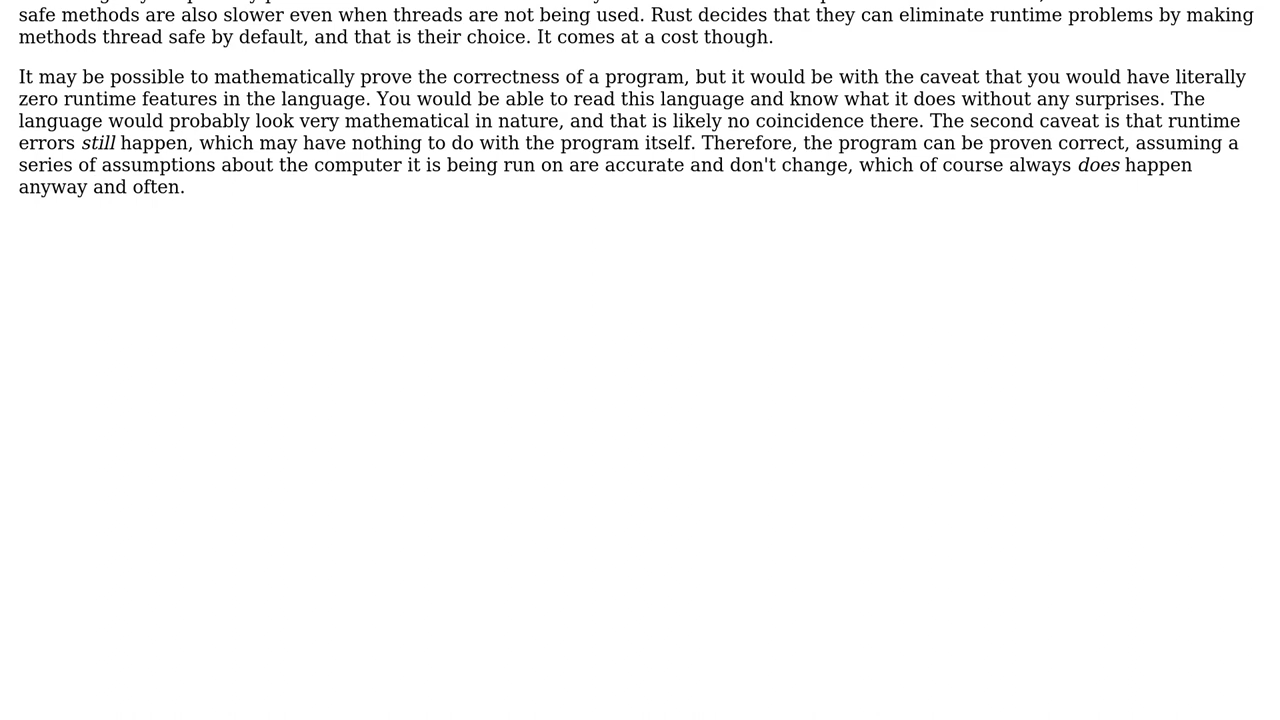 safe methods are also slower even when threads are not being used. Rust decides that they can eliminate runtime problems by making
methods thread safe by default, and that is their choice. It comes at a cost though.
It may be possible to mathematically prove the correctness of a program, but it would be with the caveat that you would have literally
zero runtime features in the language. You would be able to read this language and know what it does without any surprises. The
language would probably look very mathematical in nature, and that is likely no coincidence there. The second caveat is that runtime
errors still happen, which may have nothing to do with the program itself. Therefore, the program can be proven correct, assuming a
series of assumptions about the computer it is being run on are accurate and don't change, which of course always does happen
anyway and often.